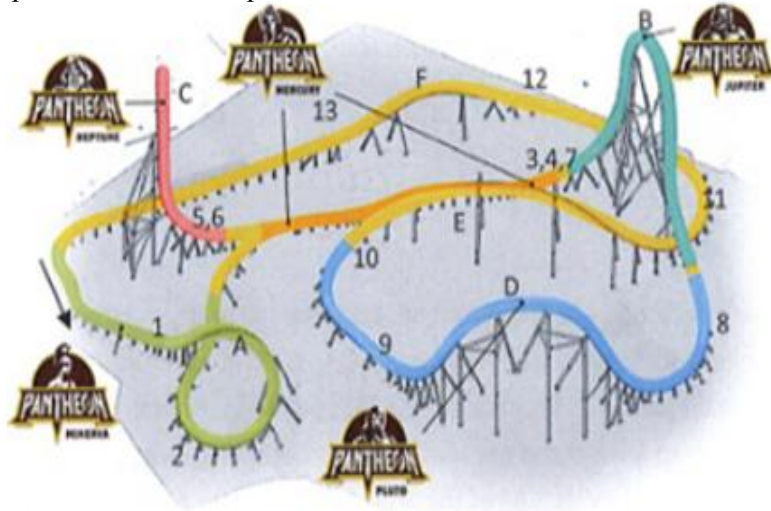 B
PANTHEON
MERCURY
PANTHEON
JUPITER
F
12
C
PANTHEON
NEPTUNE
13
3,4,7
11
5,6
E
10
D
8
1
A
9
PANTHEON
MINERVA
2
PANTHEON
PLUTO